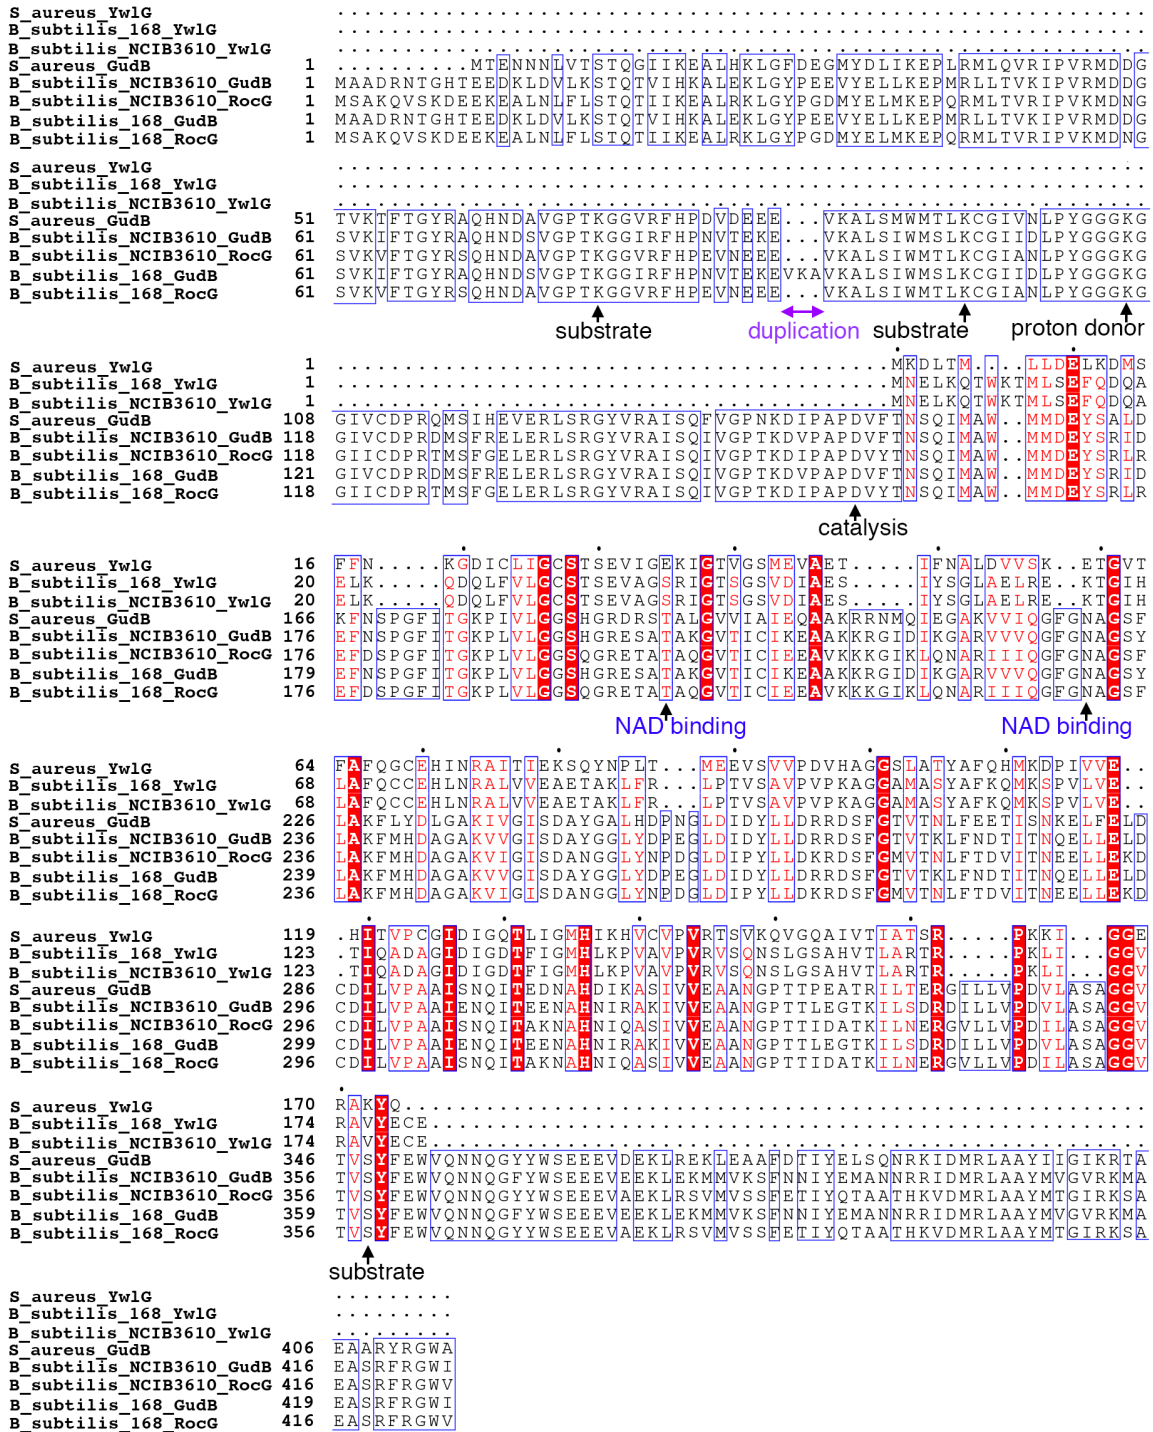 S_aureus_YwlG ............................................................
B_subtilis_168_YwlG ............................................................
B_subtilis_NCIB3610_YwlG ............................................................
S_aureus_GudB 1 ..........MTENNNLVTSTQGIIKEALHKLGFDEGMYDLIKEPLRMLQVRIPVRMDDG
B_subtilis_NCIB3610_GudB 1 MAADRNTGHTEEDKLDVLKSTQTVIHKALEKLGYPEEVYELLKEPMRLLTVKIPVRMDDG
B_subtilis_NCIB3610_RocG 1 MSAKQVSKDEEKEALNLFLSTQTIIKEALRKLGYPGDMYELMKEPQRMLTVRIPVKMDNG
B_subtilis_168_GudB 1 MAADRNTGHTEEDKLDVLKSTQTVIHKALEKLGYPEEVYELLKEPMRLLTVKIPVRMDDG
B_subtilis_168_RocG 1 MSAKQVSKDEEKEALNLFLSTQTIIKEALRKLGYPGDMYELMKEPQRMLTVRIPVKMDNG
S_aureus_YwlG ............................................................
B_subtilis_168_YwlG ............................................................
B_subtilis_NCIB3610_YwlG ............................................................
S_aureus_GudB 51 TVKTFTGYRAQHNDAVGPTKGGVRFHPDVDEEE...VKALSMWMTLKCGIVNLPYGGGKG
B_subtilis_NCIB3610_GudB 61 SVKIFTGYRAQHNDSVGPTKGGIRFHPNVTEKE...VKALSIWMSLKCGIIDLPYGGGKG
B_subtilis_NCIB3610_RocG 61 SVKVFTGYRSQHNDAVGPTKGGVRFHPEVNEEE...VKALSIWMTLKCGIANLPYGGGKG
B_subtilis_168_GudB 61 SVKIFTGYRAQHNDSVGPTKGGIRFHPNVTEKEVKAVKALSIWMSLKCGIIDLPYGGGKG
B_subtilis_168_RocG 61 SVKVFTGYRSQHNDAVGPTKGGVRFHPEVNEEE...VKALSIWMTLKCGIANLPYGGGKG
substrate duplication substrate proton donor
S_aureus_YwlG 1 .........................................MKDLTM....LLDELKDMS
B_subtilis_168_YwlG 1 .........................................MNELKQTWKTMLSEFQDQA
B_subtilis_NCIB3610_YwlG 1 .........................................MNELKQTWKTMLSEFQDQA
S_aureus_GudB 108 GIVCDPRQMSIHEVERLSRGYVRAISQFVGPNKDIPAPDVFTNSQIMAW..MMDEYSALD
B_subtilis_NCIB3610_GudB 118 GIVCDPRDMSFRELERLSRGYVRAISQIVGPTKDVPAPDVFTNSQIMAW..MMDEYSRID
B_subtilis_NCIB3610_RocG 118 GIICDPRTMSFGELERLSRGYVRAISQIVGPTKDIPAPDVYTNSQIMAW..MMDEYSRLR
B_subtilis_168_GudB 121 GIVCDPRDMSFRELERLSRGYVRAISQIVGPTKDVPAPDVFTNSQIMAW..MMDEYSRID
B_subtilis_168_RocG 118 GIICDPRTMSFGELERLSRGYVRAISQIVGPTKDIPAPDVYTNSQIMAW..MMDEYSRLR
catalysis
S_aureus_YwlG 16 FFN.....KGDICLIGCSTSEVIGEKIGTVGSMEVAET.....IFNALDVVSK..ETGVT
B_subtilis_168_YwlG 20 ELK.....QDQLFVLGCSTSEVAGSRIGTSGSVDIAES.....IYSGLAELRE..KTGIH
B_subtilis_NCIB3610_YwlG 20 ELK.....QDQLFVLGCSTSEVAGSRIGTSGSVDIAES.....IYSGLAELRE..KTGIH
S_aureus_GudB 166 KFNSPGFITGKPIVLGGSHGRDRSTALGVVIAIEQAAKRRNMQIEGAKVVIQGFGNAGSF
B_subtilis_NCIB3610_GudB 176 EFNSPGFITGKPLVLGGSHGRESATAKGVTICIKEAAKKRGIDIKGARVVVQGFGNAGSY
B_subtilis_NCIB3610_RocG 176 EFDSPGFITGKPLVLGGSQGRETATAQGVTICIEEAVKKKGIKLQNARIIIQGFGNAGSF
B_subtilis_168_GudB 179 EFNSPGFITGKPLVLGGSHGRESATAKGVTICIKEAAKKRGIDIKGARVVVQGFGNAGSY
B_subtilis_168_RocG 176 EFDSPGFITGKPLVLGGSQGRETATAQGVTICIEEAVKKKGIKLQNARIIIQGFGNAGSF
NAD binding NAD binding
S_aureus_YwlG 64 FAFQGCEHINRAITIEKSQYNPLT...MEEVSVVPDVHAGGSLATYAFQHMKDPIVVE..
B_subtilis_168_YwlG 68 LAFQCCEHLNRALVVEAETAKLFR...LPTVSAVPVPKAGGAMASYAFKQMKSPVLVE..
B_subtilis_NCIB3610_YwlG 68 LAFQCCEHLNRALVVEAETAKLFR...LPTVSAVPVPKAGGAMASYAFKQMKSPVLVE..
S_aureus_GudB 226 LAKFLYDLGAKIVGISDAYGALHDPNGLDIDYLLDRRDSFGTVTNLFEETISNKELFELD
B_subtilis_NCIB3610_GudB 236 LAKFMHDAGAKVVGISDAYGGLYDPEGLDIDYLLDRRDSFGTVTKLFNDTITNQELLELD
B_subtilis_NCIB3610_RocG 236 LAKFMHDAGAKVIGISDANGGLYNPDGLDIPYLLDKRDSFGMVTNLFTDVITNEELLEKD
B_subtilis_168_GudB 239 LAKFMHDAGAKVVGISDAYGGLYDPEGLDIDYLLDRRDSFGTVTKLFNDTITNQELLELD
B_subtilis_168_RocG 236 LAKFMHDAGAKVIGISDANGGLYNPDGLDIPYLLDKRDSFGMVTNLFTDVITNEELLEKD
S_aureus_YwlG 119 .HITVPCGIDIGQTLIGMHIKHVCVPVRTSVKQVGQAIVTIATSR.....PKKI...GGE
B_subtilis_168_YwlG 123 .TIQADAGIDIGDTFIGMHLKPVAVPVRVSQNSLGSAHVTLARTR.....PKLI...GGV
B_subtilis_NCIB3610_YwlG 123 .TIQADAGIDIGDTFIGMHLKPVAVPVRVSQNSLGSAHVTLARTR.....PKLI...GGV
S_aureus_GudB 286 CDILVPAAISNQITEDNAHDIKASIVVEAANGPTTPEATRILTERGILLVPDVLASAGGV
B_subtilis_NCIB3610_GudB 296 CDILVPAAIENQITEENAHNIRAKIVVEAANGPTTLEGTKILSDRDILLVPDVLASAGGV
B_subtilis_NCIB3610_RocG 296 CDILVPAAISNQITAKNAHNIQASIVVEAANGPTTIDATKILNERGVLLVPDILASAGGV
B_subtilis_168_GudB 299 CDILVPAAIENQITEENAHNIRAKIVVEAANGPTTLEGTKILSDRDILLVPDVLASAGGV
B_subtilis_168_RocG 296 CDILVPAAISNQITAKNAHNIQASIVVEAANGPTTIDATKILNERGVLLVPDILASAGGV
S_aureus_YwlG 170 RAKYQ.......................................................
B_subtilis_168_YwlG 174 RAVYECE.....................................................
B_subtilis_NCIB3610_YwlG 174 RAVYECE.....................................................
S_aureus_GudB 346 TVSYFEWVQNNQGYYWSEEEVDEKLREKLEAAFDTIYELSQNRKIDMRLAAYIIGIKRTA
B_subtilis_NCIB3610_GudB 356 TVSYFEWVQNNQGFYWSEEEVEEKLEKMMVKSFNNIYEMANNRRIDMRLAAYMVGVRKMA
B_subtilis_NCIB3610_RocG 356 TVSYFEWVQNNQGYYWSEEEVAEKLRSVMVSSFETIYQTAATHKVDMRLAAYMTGIRKSA
B_subtilis_168_GudB 359 TVSYFEWVQNNQGFYWSEEEVEEKLEKMMVKSFNNIYEMANNRRIDMRLAAYMVGVRKMA
B_subtilis_168_RocG 356 TVSYFEWVQNNQGYYWSEEEVAEKLRSVMVSSFETIYQTAATHKVDMRLAAYMTGIRKSA
substrate
S_aureus_YwlG .........
B_subtilis_168_YwlG .........
B_subtilis_NCIB3610_YwlG .........
S_aureus_GudB 406 EAARYRGWA
B_subtilis_NCIB3610_GudB 416 EASRFRGWI
B_subtilis_NCIB3610_RocG 416 EASRFRGWV
B_subtilis_168_GudB 419 EASRFRGWI
B_subtilis_168_RocG 416 EASRFRGWV